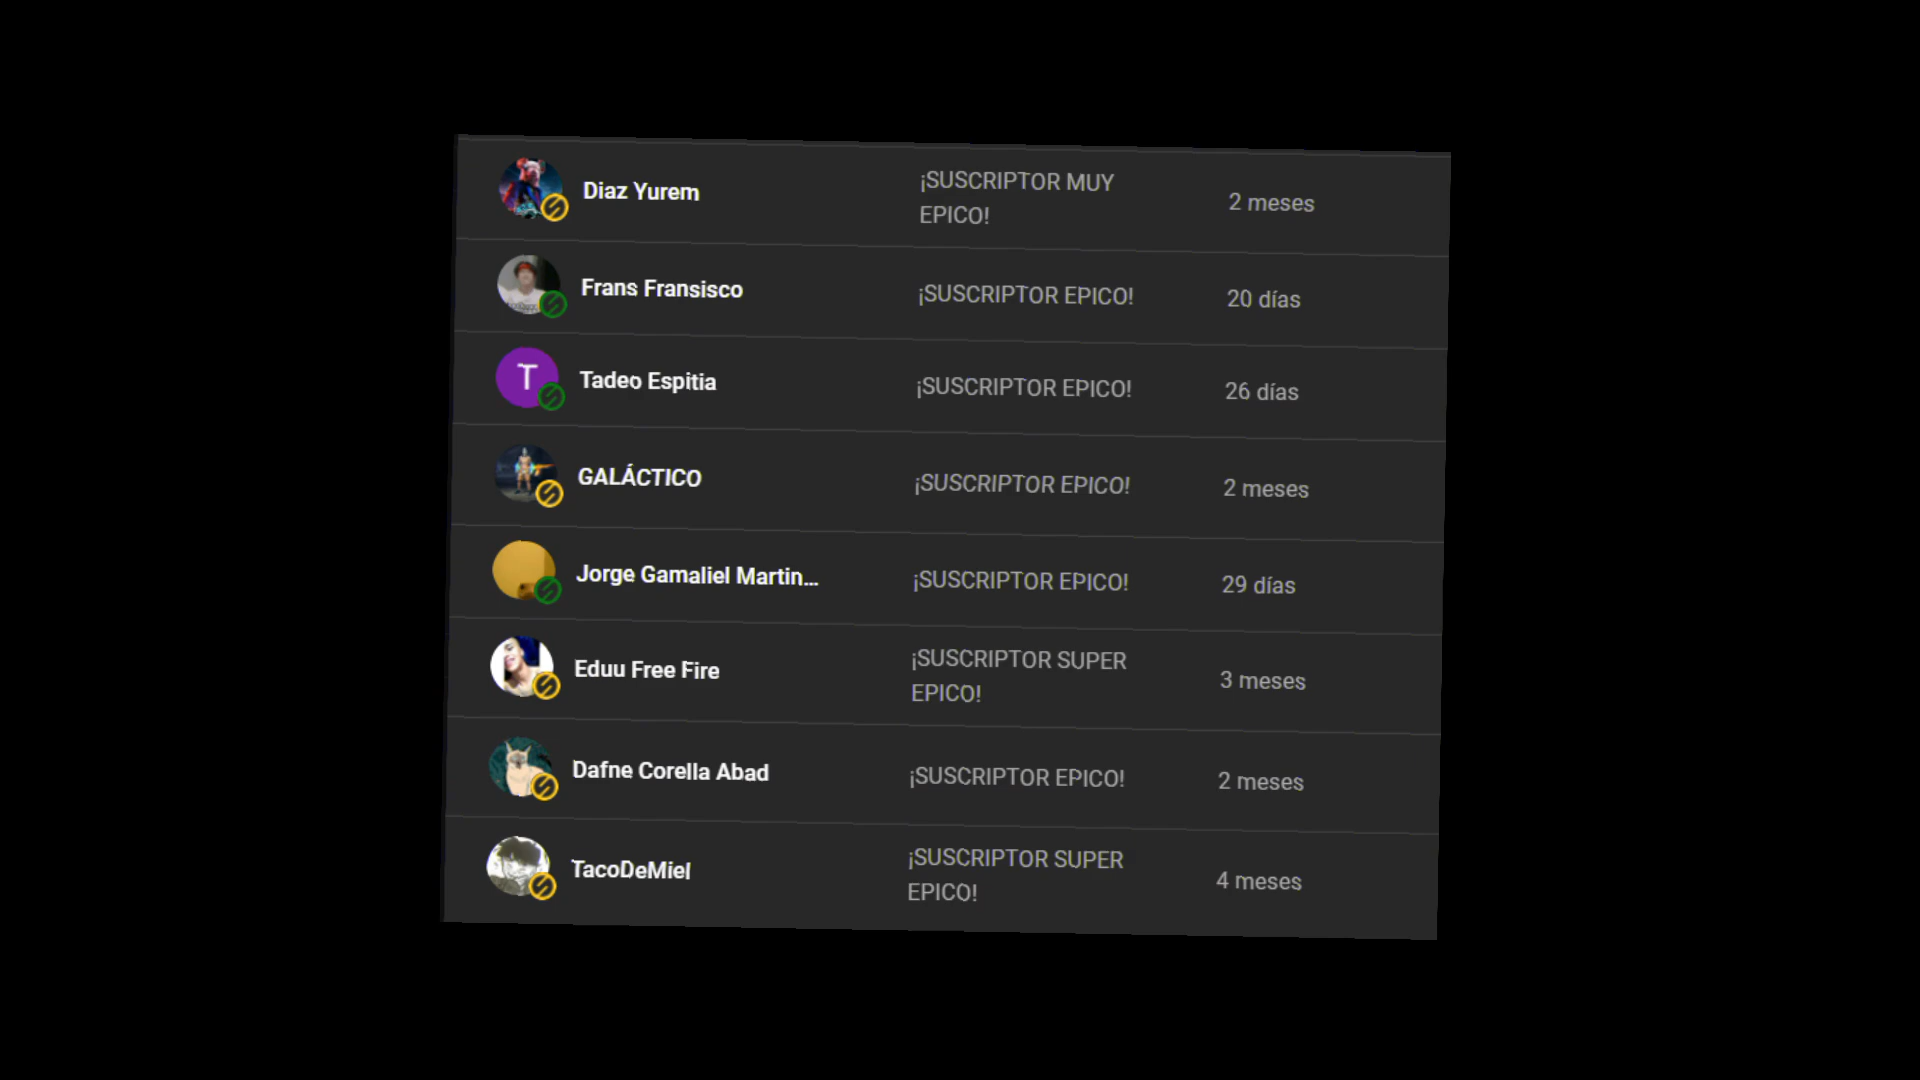 Diaz Yurem
¡SUSCRIPTOR MUY
EPICO!
2 meses
Frans Fransisco
¡SUSCRIPTOR EPICO!
20 días
T
Tadeo Espitia
¡SUSCRIPTOR EPICO!
26 días
GALÁCTICO
¡SUSCRIPTOR EPICO!
2 meses
Jorge Gamaliel Martin...
¡SUSCRIPTOR EPICO!
29 días
Eduu Free Fire
¡SUSCRIPTOR SUPER
EPICO!
3 meses
Dafne Corella Abad
¡SUSCRIPTOR EPICO!
2 meses
TacoDeMiel
¡SUSCRIPTOR SUPER
EPICO!
4 meses